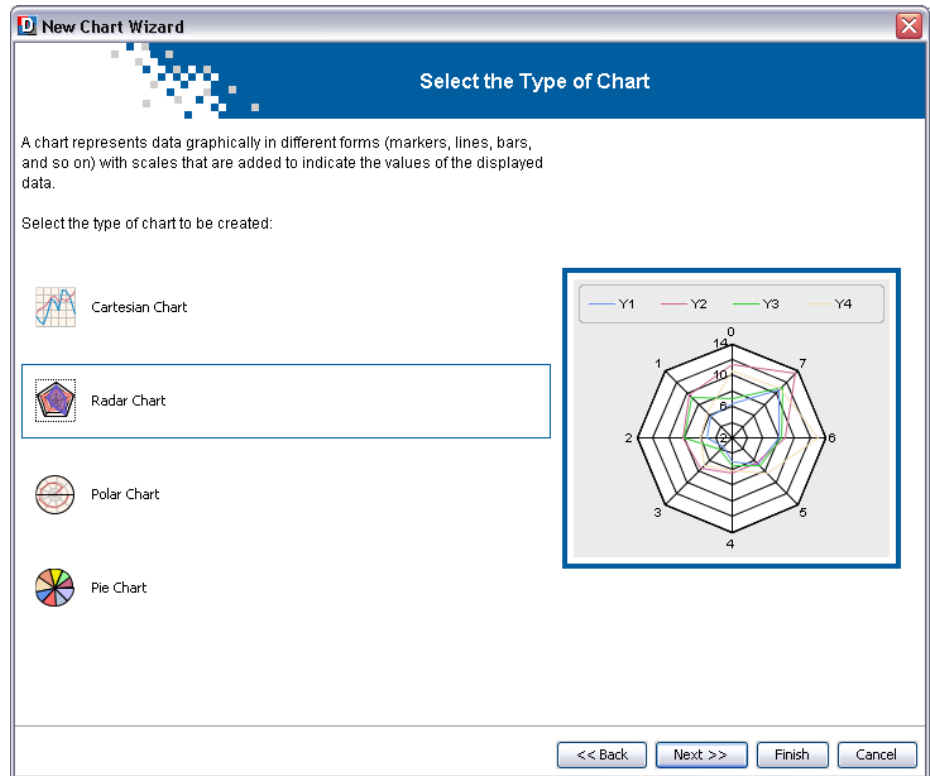 New Chart Wizard
Select the Type of Chart
A chart represents data graphically in different forms (markers, lines, bars,
and so on) with scales that are added to indicate the values of the displayed
data.
Select the type of chart to be created:
Cartesian Chart
Radar Chart
Polar Chart
Pie Chart
Y1 Y2 Y3 Y4
0
14
1 7
10
6
2 2 6
3 5
4
<< Back Next >> Finish Cancel